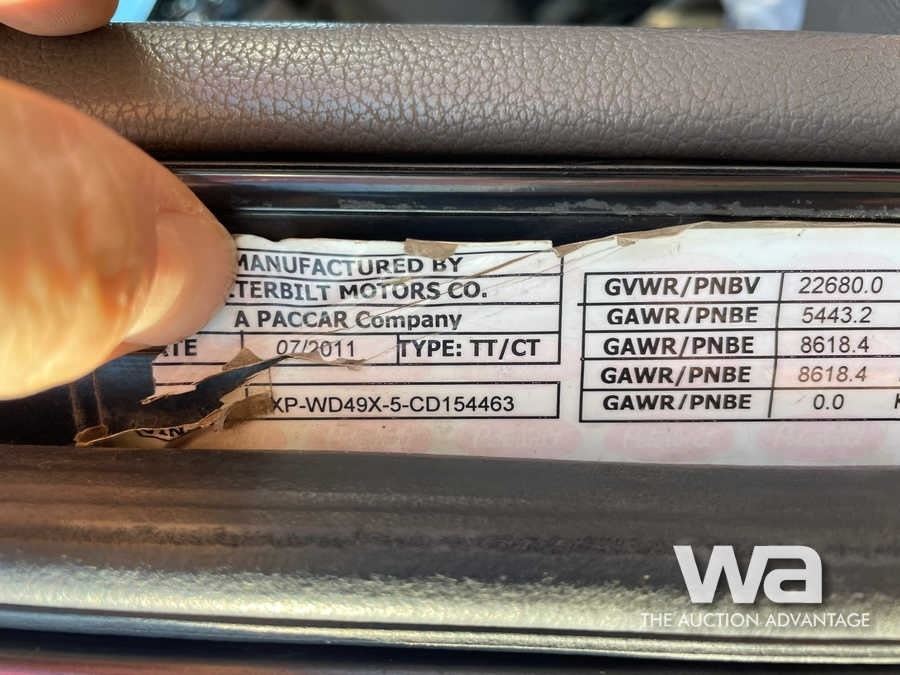 MANUFACTURED BY
TERBILT MOTORS CO.
A PACCAR Company
ATE 07/2011 TYPE: TT/CT
XP-WD49X-5-CD154463
GVWR/PNBV 22680.0
GAWR/PNBE 5443.2
GAWR/PNBE 8618.4
GAWR/PNBE 8618.4
GAWR/PNBE 0.0 K
wa
THE AUCTION ADVANTAGE